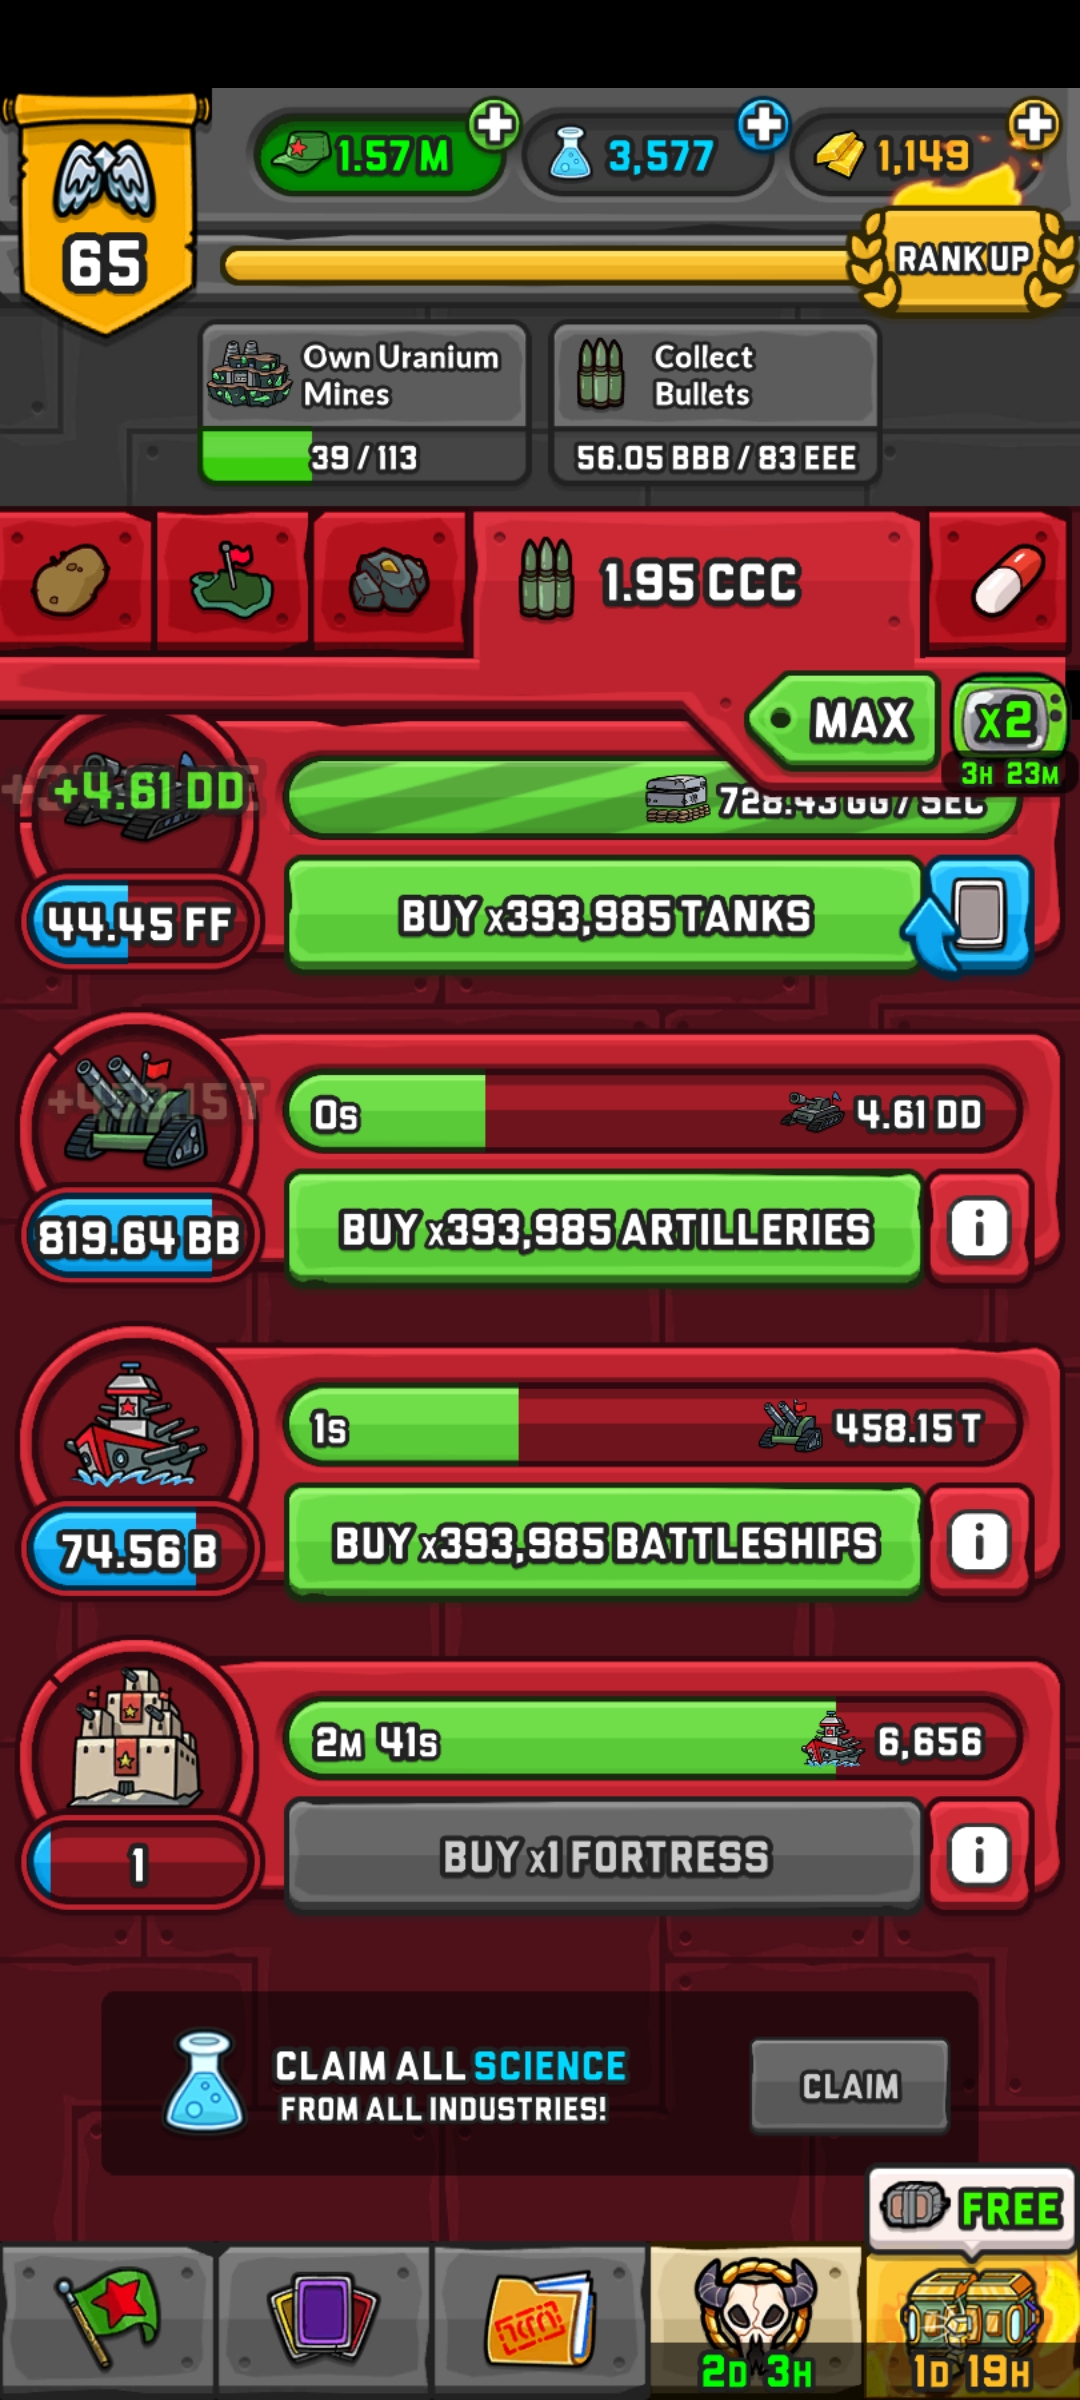 1.57 M
3,577
1,149
65
RANK UP
Own Uranium
Mines
39 / 113
Collect
Bullets
56.05 BBB / 83 EEE
1.95 CCC
MAX
x2
3H 23M
+4.61 DD
728.43 GG / SEC
44.45 FF
BUY x393,985 TANKS
+458.15 T
0s
4.61 DD
819.64 BB
BUY x393,985 ARTILLERIES
i
1s
458.15 T
74.56 B
BUY x393,985 BATTLESHIPS
i
2M 41s
6,656
1
BUY x1 FORTRESS
i
CLAIM ALL SCIENCE
FROM ALL INDUSTRIES!
CLAIM
FREE
2D 3H
1D 19H